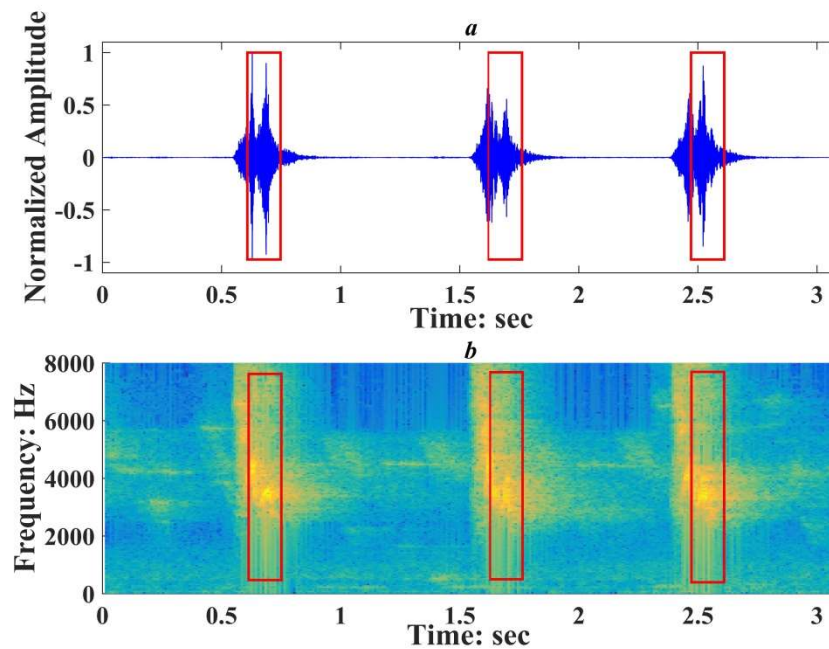 a
Normalized Amplitude
1
0.5
0
-0.5
-1
0 0.5 1 1.5 2 2.5 3
Time: sec
b
Frequency: Hz
8000
6000
4000
2000
0
0 0.5 1 1.5 2 2.5 3
Time: sec